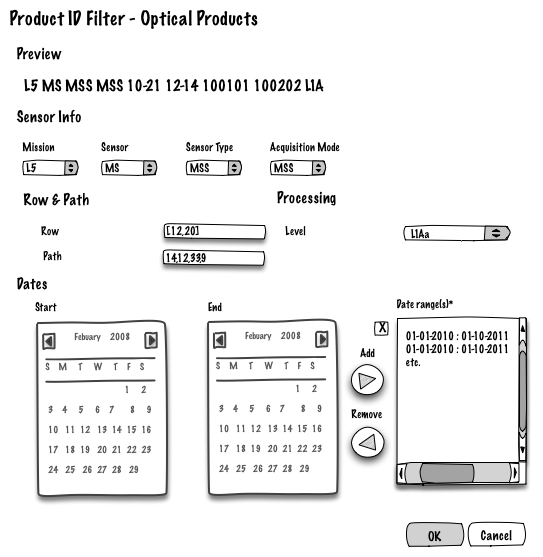 Product ID Filter - Optical Products
Preview
L5 MS MSS MSS 10-21 12-14 100101 100202 L1A
Sensor Info
Mission Sensor Sensor Type Acquisition Mode
L5 MS MSS MSS
Row & Path Processing
Row [12,20] Level L1Aa
Path 14,12,33,9
Dates
Start End Date range(s)*
Febuary 2008 Febuary 2008 X
S M T W T F S S M T W T F S
1 2 1 2
3 4 5 6 7 8 9 3 4 5 6 7 8 9
10 11 12 13 14 15 16 10 11 12 13 14 15 16
17 18 19 20 21 22 23 17 18 19 20 21 22 23
24 25 26 27 28 29 24 25 26 27 28 29
Add
Remove
01-01-2010 : 01-10-2011
01-01-2010 : 01-10-2011
etc.
OK Cancel